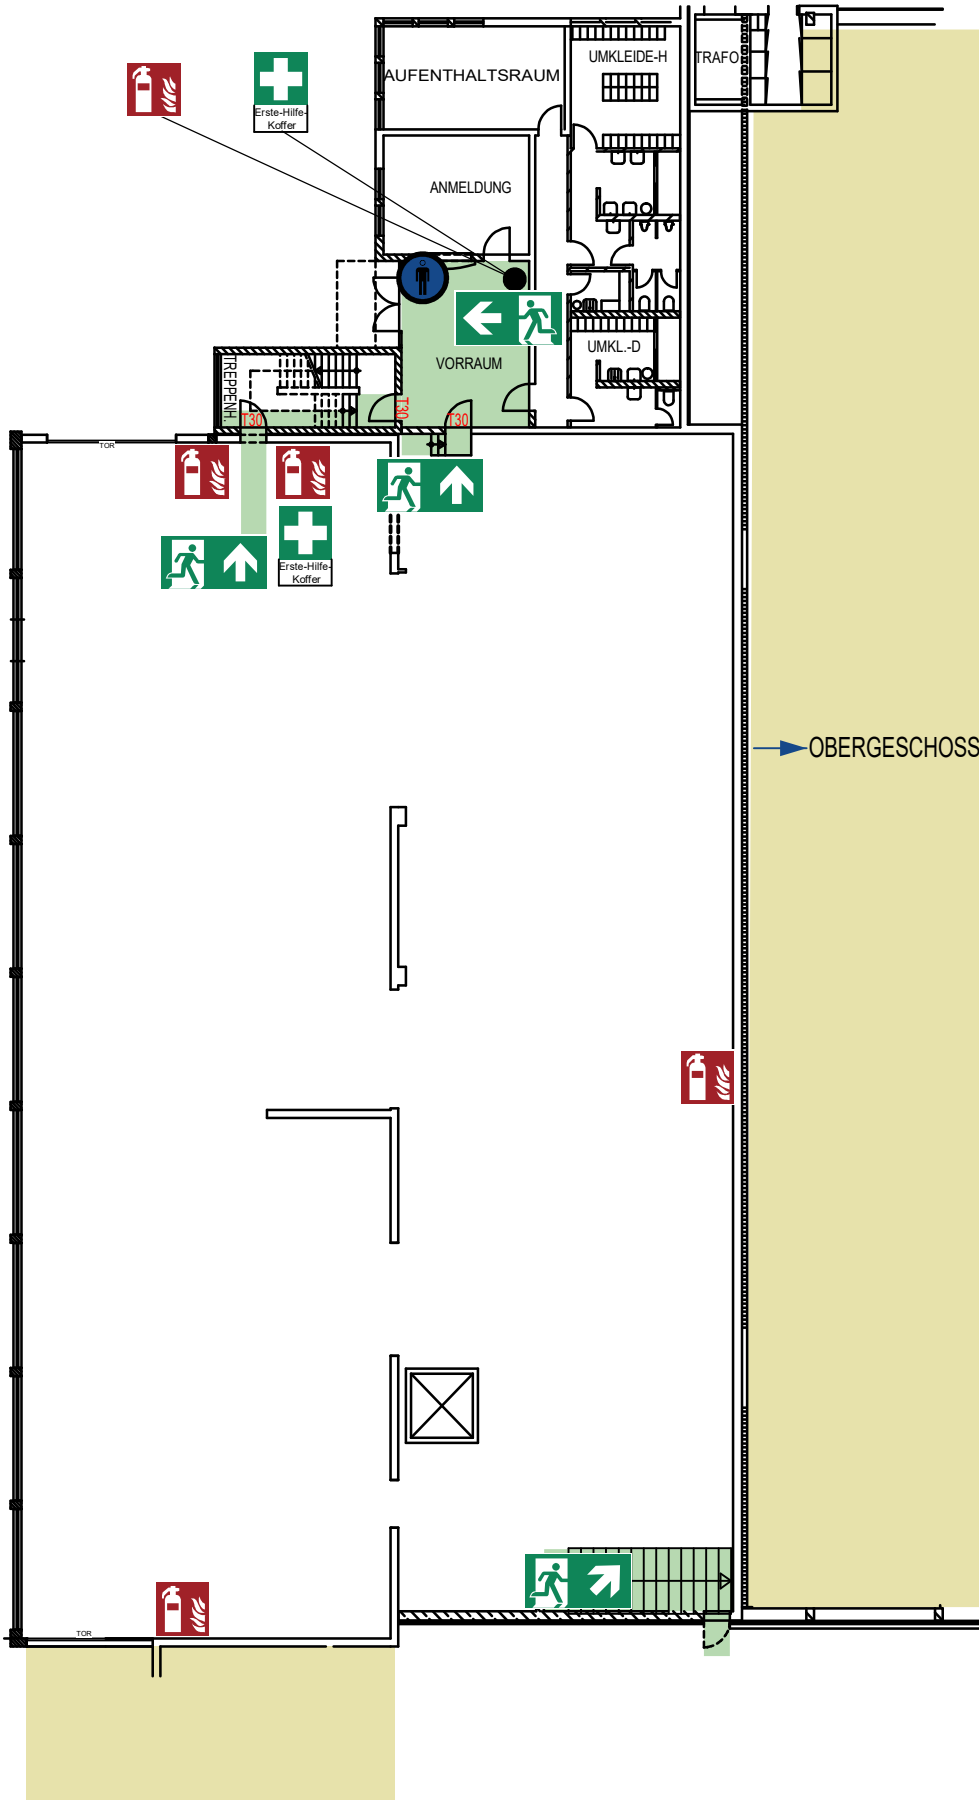 UMKLEIDE-H
TRAFO
AUFENTHALTSRAUM
Erste-Hilfe-
Koffer
ANMELDUNG
UMKL.-D
VORRAUM
TREPPENH.
T30
T30
T30
TOR
Erste-Hilfe-
Koffer
OBERGESCHOSS
TOR